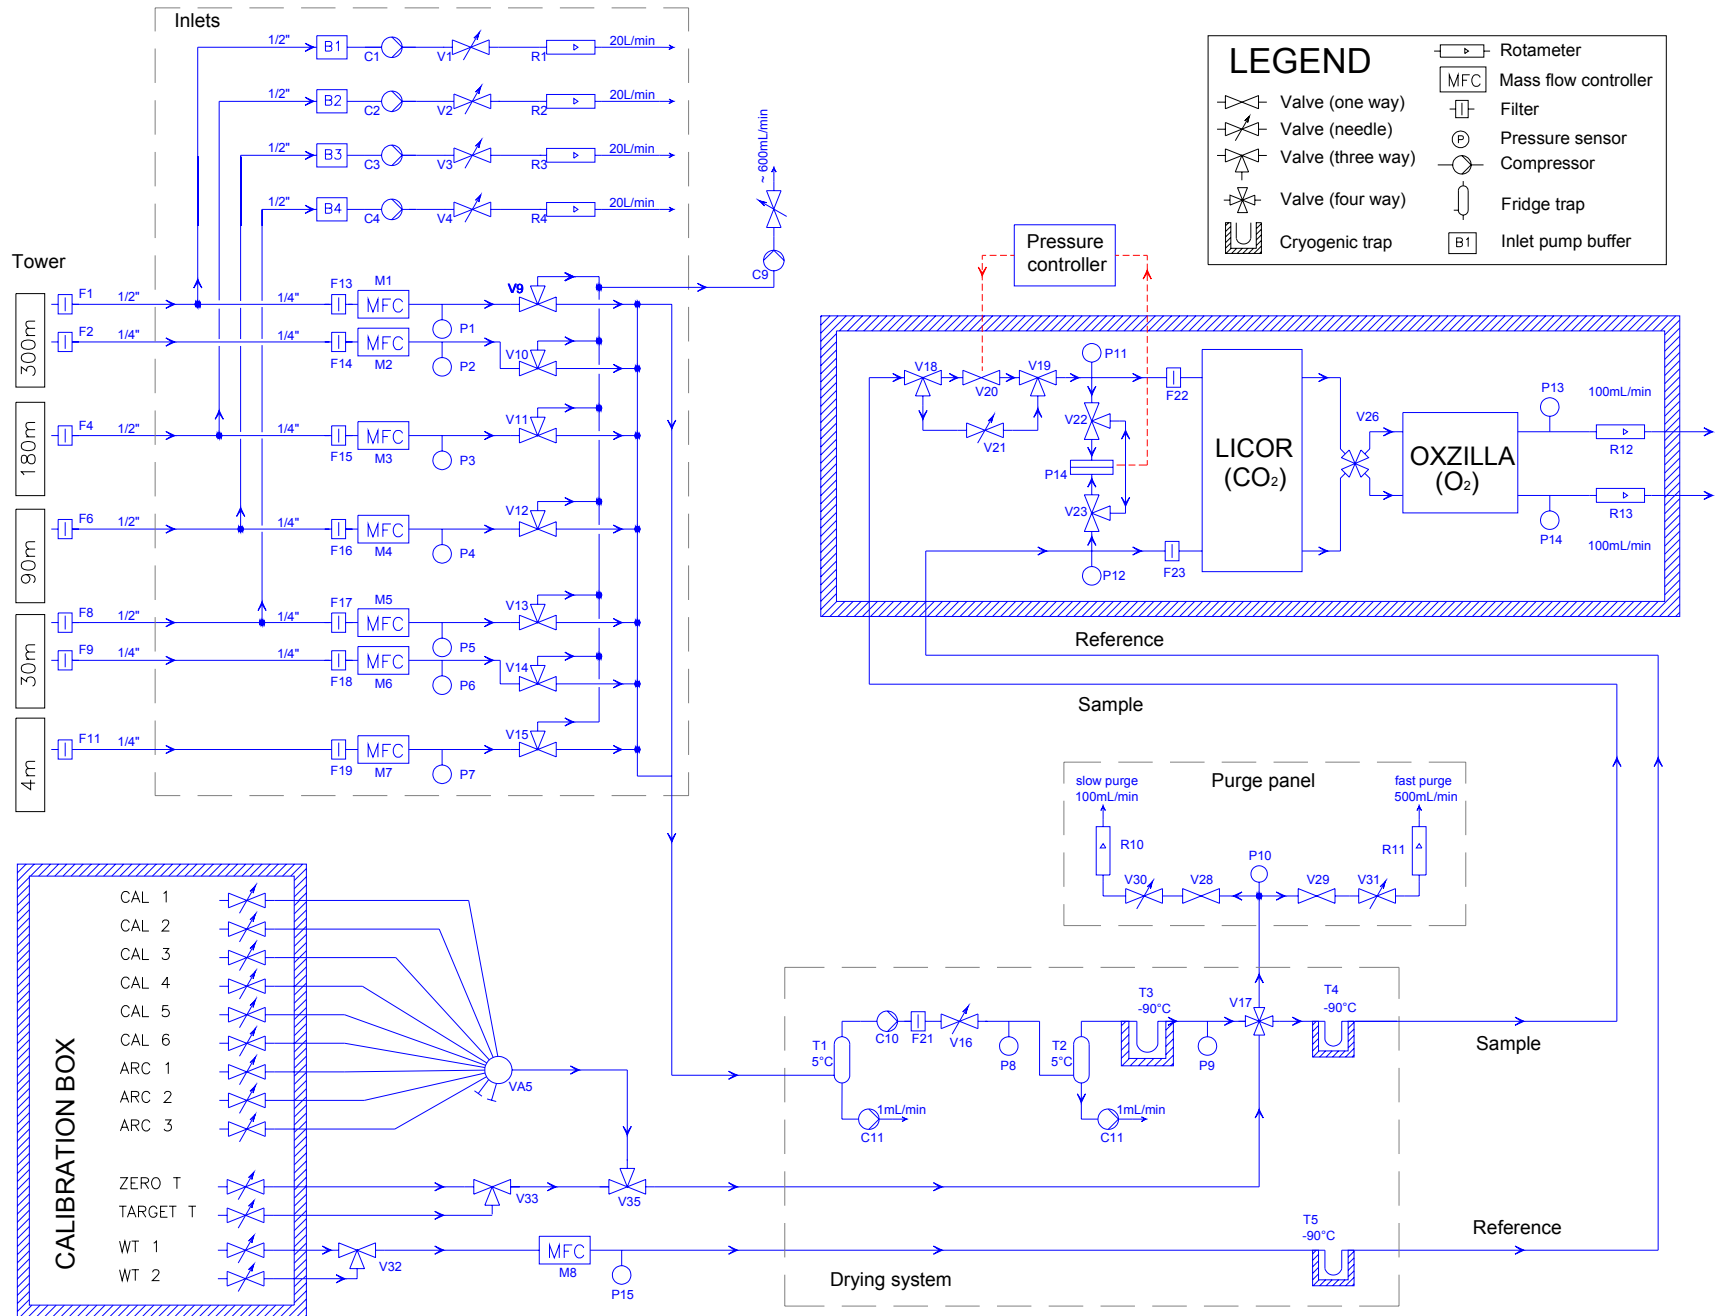 Inlets
1/2"
B1
C1
V1
R1
20L/min
1/2"
B2
C2
V2
R2
20L/min
1/2"
B3
C3
V3
R3
20L/min
1/2"
B4
C4
V4
R4
20L/min
~ 600mL/min
C9
LEGEND
Valve (one way)
Valve (needle)
Valve (three way)
Valve (four way)
Cryogenic trap
Rotameter
MFC
Mass flow controller
Filter
P
Pressure sensor
Compressor
Fridge trap
B1
Inlet pump buffer
Tower
300m
F1
1/2"
1/4"
F13
M1
MFC
P1
V9
F2
1/4"
1/4"
F14
MFC
M2
P2
V10
180m
F4
1/2"
1/4"
F15
MFC
M3
P3
V11
90m
F6
1/2"
1/4"
F16
MFC
M4
P4
V12
30m
F8
1/2"
1/4"
F17
M5
MFC
P5
V13
F9
1/4"
1/4"
F18
MFC
M6
P6
V14
4m
F11
1/4"
F19
MFC
M7
P7
V15
Pressure
controller
V18
V20
V19
V21
P11
V22
P14
V23
P12
F22
F23
LICOR
(CO₂)
V26
OXZILLA
(O₂)
P13
100mL/min
R12
R13
P14
100mL/min
Reference
Sample
Purge panel
slow purge
100mL/min
fast purge
500mL/min
R10
R11
P10
V30
V28
V29
V31
CALIBRATION BOX
CAL 1
CAL 2
CAL 3
CAL 4
CAL 5
CAL 6
ARC 1
ARC 2
ARC 3
ZERO T
TARGET T
WT 1
WT 2
VA5
V33
V35
V32
MFC
M8
P15
Drying system
T1
5°C
C10
F21
V16
P8
C11
1mL/min
T2
5°C
C11
1mL/min
T3
-90°C
P9
V17
T4
-90°C
Sample
T5
-90°C
Reference